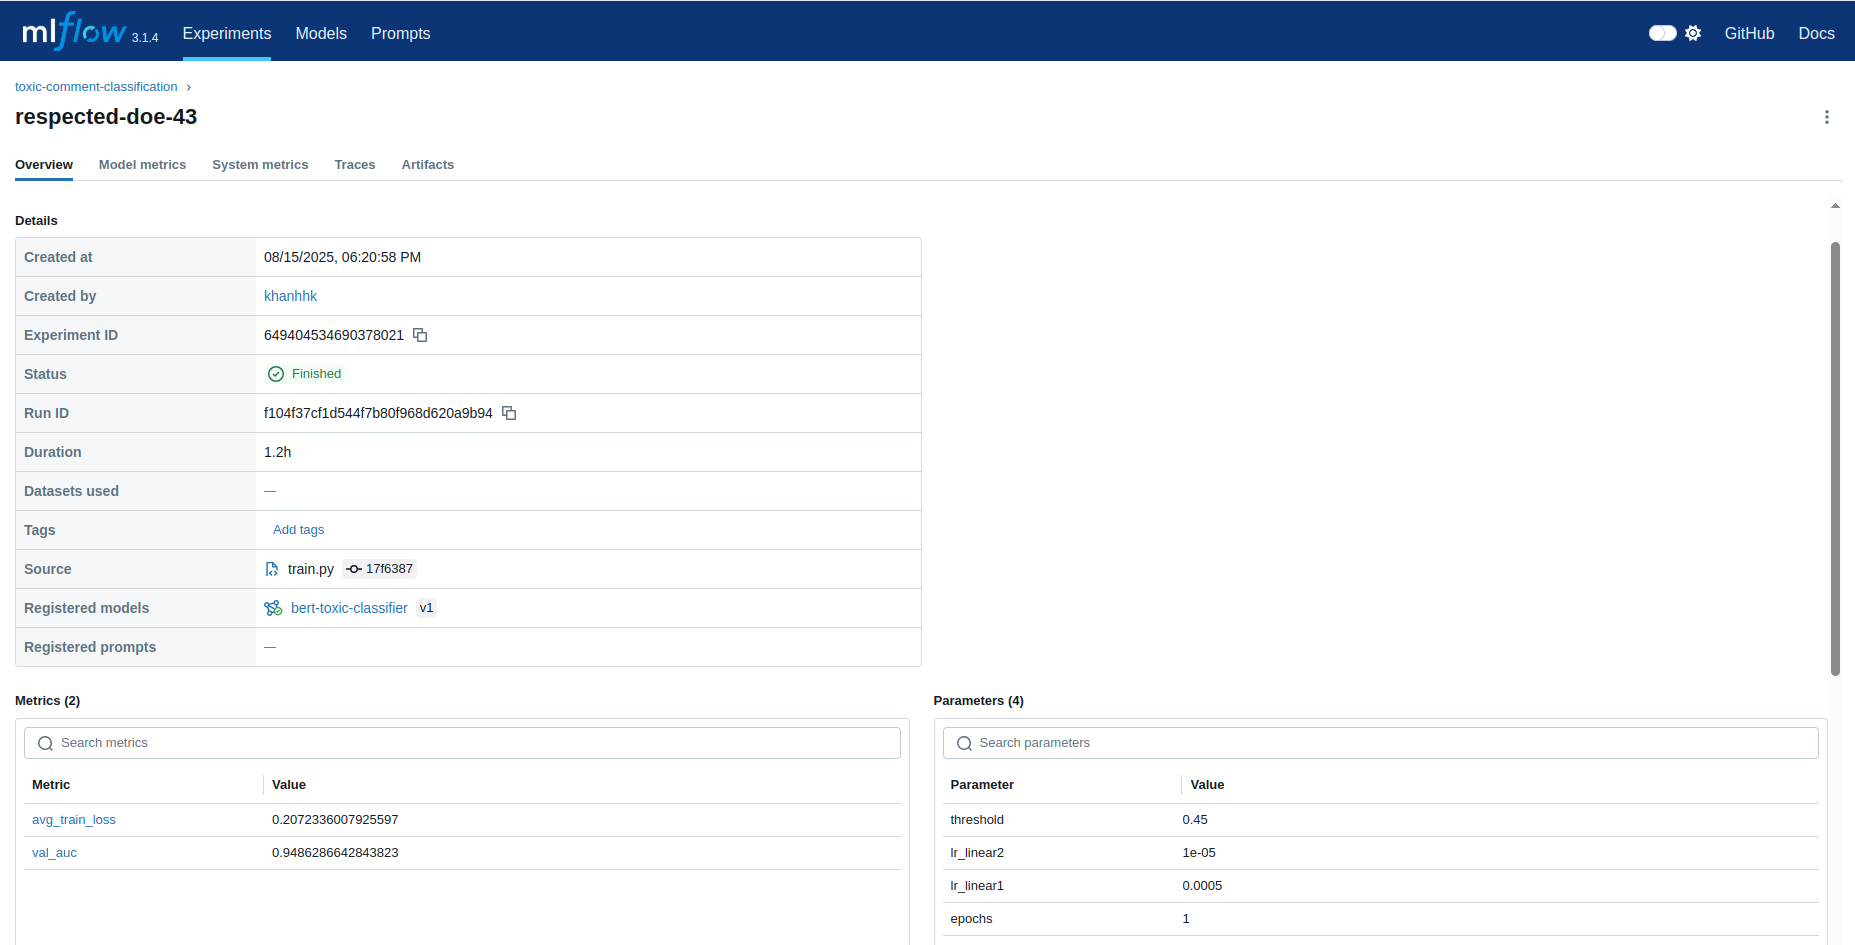 mlflow 3.1.4 Experiments Models Prompts GitHub Docs
toxic-comment-classification
respected-doe-43
Overview Model metrics System metrics Traces Artifacts
Details
Created at 08/15/2025, 06:20:58 PM
Created by khanhhk
Experiment ID 649404534690378021
Status Finished
Run ID f104f37cf1d544f7b80f968d620a9b94
Duration 1.2h
Datasets used —
Tags Add tags
Source train.py 17f6387
Registered models bert-toxic-classifier v1
Registered prompts —
Metrics (2)
Search metrics
Metric Value
avg_train_loss 0.2072336007925597
val_auc 0.9486286642843823
Parameters (4)
Search parameters
Parameter Value
threshold 0.45
lr_linear2 1e-05
lr_linear1 0.0005
epochs 1